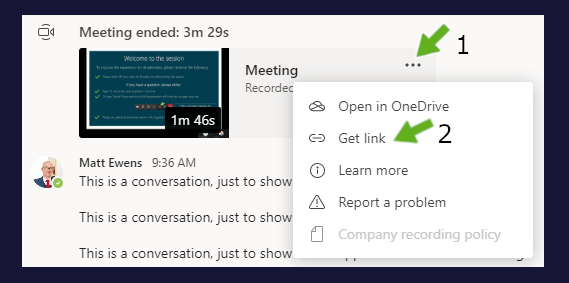 Meeting ended: 3m 29s
1
Welcome to the session
1m 46s
Meeting
Recorded
Open in OneDrive
Get link
2
Learn more
Report a problem
Company recording policy
Matt Ewens 9:36 AM
This is a conversation, just to show
This is a conversation, just to show
This is a conversation, just to show